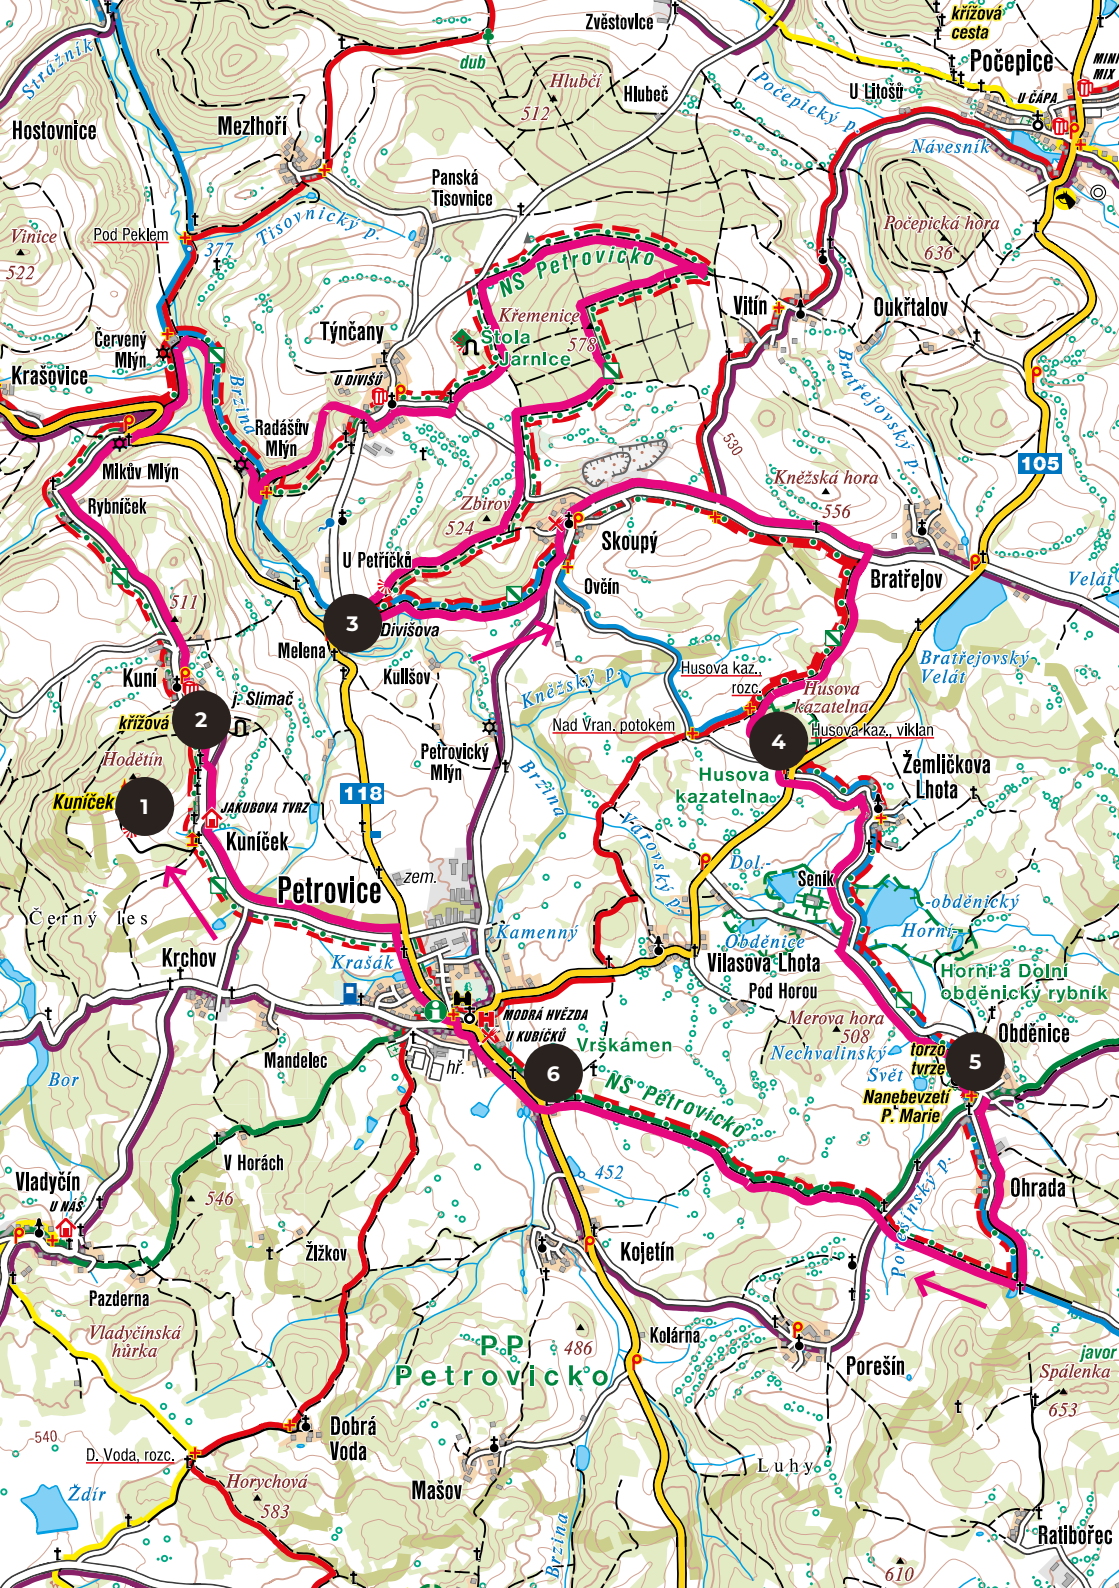 Zvěstovice
křížová
cesta
Počepice
MINI
MIX
U ČÁPA
Strážník
dub
Hlubčí
512
Hlubeč
Počepický p.
U Litošů
Návesník
Hostovnice
Mezihoří
Panská
Tisovnice
Vinice
522
Pod Peklem
377
Tisovnický p.
Počepická hora
636
NS Petrovicko
Křemenice
578
Štola
Jarnice
Vitín
Oukřtalov
Týnčany
Červený
Mlýn
Krašovice
U DIVIŠŮ
Brzina
Radášův
Mlýn
Bratřejovský p.
530
105
Mikův Mlýn
Rybníček
Zbirov
524
Kněžská hora
556
Skoupý
U Petříčků
Ovčín
Bratřejov
Velát
511
3
Divišova
Melena
Bratřejovský
Velát
Kuní
Kullšov
Kněžský p.
Husova kaz.,
rozc.
Husova
kazatelna
j. Slimač
2
křížová
Nad Vran. potokem
4
Husova kaz., viklan
Petrovický
Mlýn
Hodětín
Brzina
Husova
kazatelna
Žemličkova
Lhota
118
Kuníček
1
JAKUBOVA TVRZ
Kuníček
Varovský p.
Dol.-
Seník
-obděnický
Petrovice
zem.
Černý les
Kamenný
Obděnice
Horní-
Krchov
Krašák
Vilasova Lhota
Horní a Dolní
obděnický rybník
Pod Horou
MODRÁ HVĚZDA
U KUBÍČKŮ
Merova hora
508
Obděnice
Vrškámen
Nechvalinský
Svět
torzo
tvrze
5
Mandelec
hř.
Bor
6
NS Petrovicko
Nanebevzetí
P. Marie
V Horách
452
Vladyčín
U NÁS
546
Porešínský p.
Ohrada
Žižkov
Kojetín
Pazderna
Vladyčínská
hůrka
PP
Petrovicko
486
Kolárna
Porešín
javor
Spálenka
653
540
D. Voda, rozc.
Dobrá
Voda
Luhy
Horychová
583
Mašov
Ždír
Brzina
Ratibořec
610